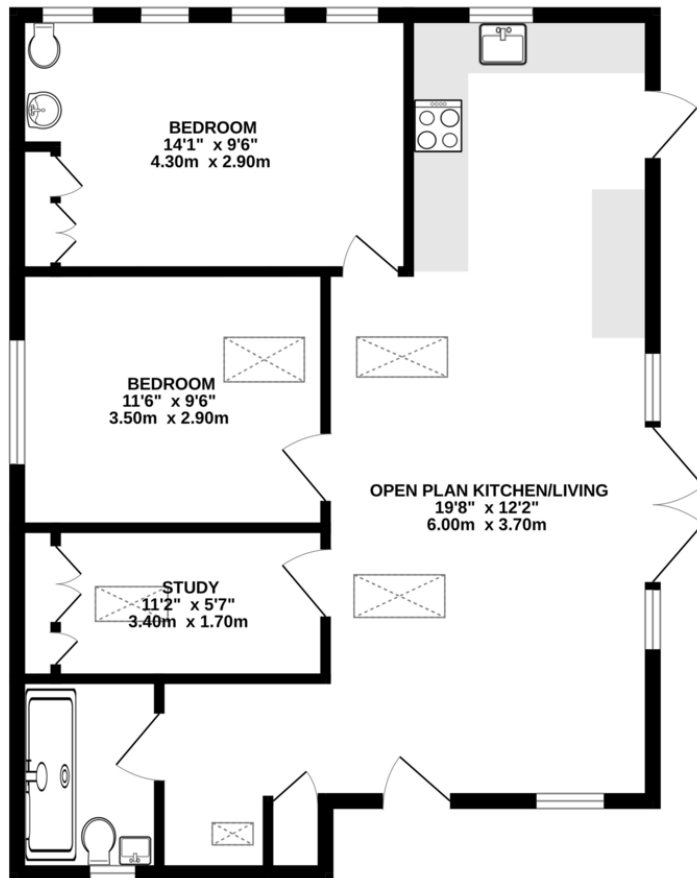 BEDROOM
14'1" x 9'6"
4.30m x 2.90m
BEDROOM
11'6" x 9'6"
3.50m x 2.90m
OPEN PLAN KITCHEN/LIVING
19'8" x 12'2"
6.00m x 3.70m
STUDY
11'2" x 5'7"
3.40m x 1.70m